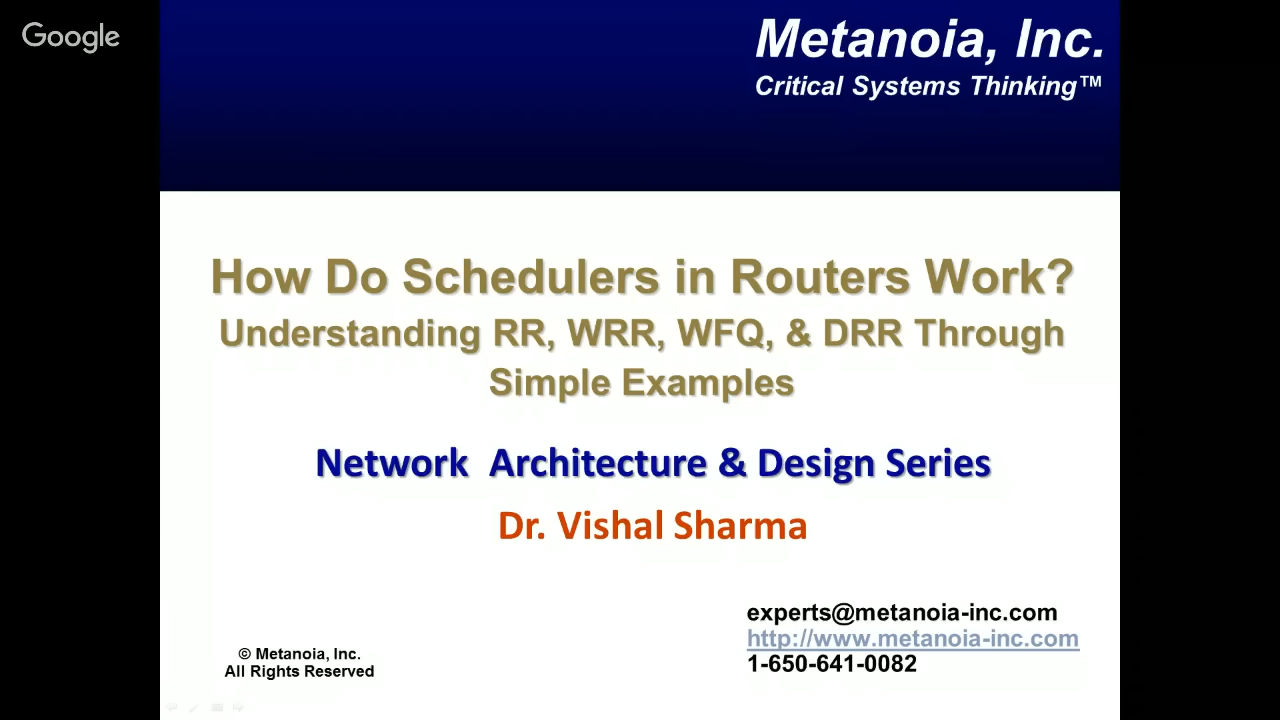 Google
Metanoia, Inc.
Critical Systems Thinking™
How Do Schedulers in Routers Work?
Understanding RR, WRR, WFQ, & DRR Through
Simple Examples
Network Architecture & Design Series
Dr. Vishal Sharma
experts@metanoia-inc.com
http://www.metanoia-inc.com
1-650-641-0082
© Metanoia, Inc.
All Rights Reserved